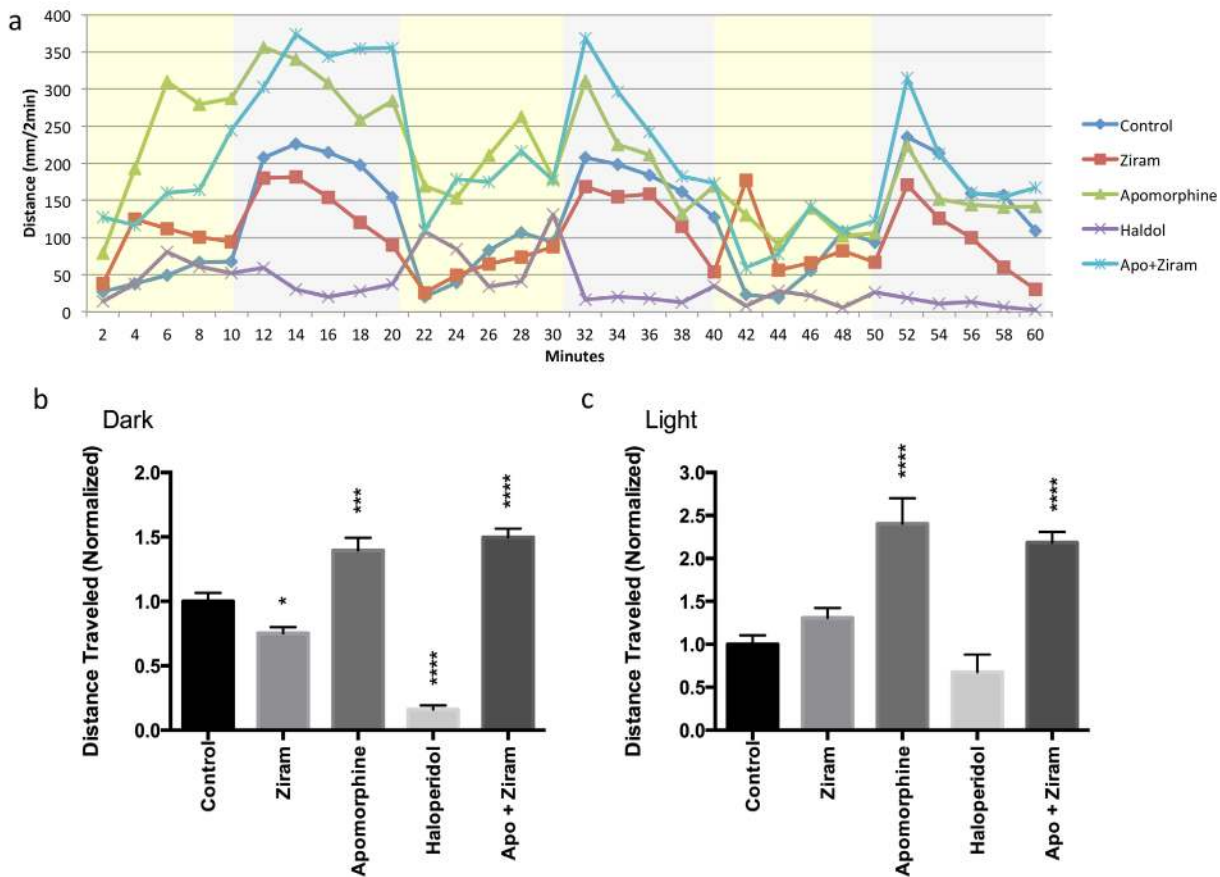 a
400
350
300
250
200
150
100
50
0
Distance (mm/2min)
2 4 6 8 10 12 14 16 18 20 22 24 26 28 30 32 34 36 38 40 42 44 46 48 50 52 54 56 58 60
Minutes
Control
Ziram
Apomorphine
Haldol
Apo+Ziram
b
Dark
Distance Traveled (Normalized)
2.0
1.5
1.0
0.5
0.0
*
***
****
****
Control
Ziram
Apomorphine
Haloperidol
Apo + Ziram
c
Light
Distance Traveled (Normalized)
3.0
2.5
2.0
1.5
1.0
0.5
0.0
****
****
Control
Ziram
Apomorphine
Haloperidol
Apo + Ziram